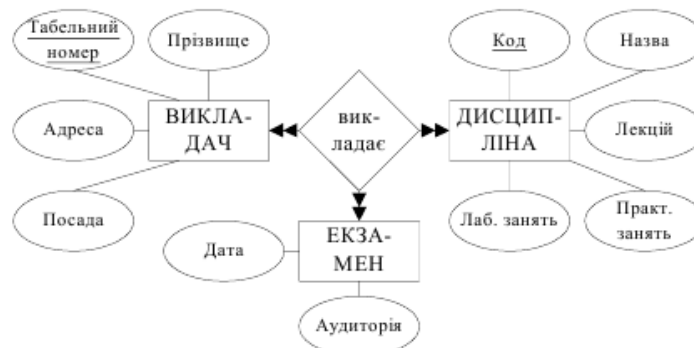 Табельний
номер
Прізвище
Код
Назва
Адреса
ВИКЛА-
ДАЧ
вик-
ладає
ДИСЦИП-
ЛІНА
Лекцій
Посада
Лаб. занять
Практ.
занять
Дата
ЕКЗА-
МЕН
Аудиторія